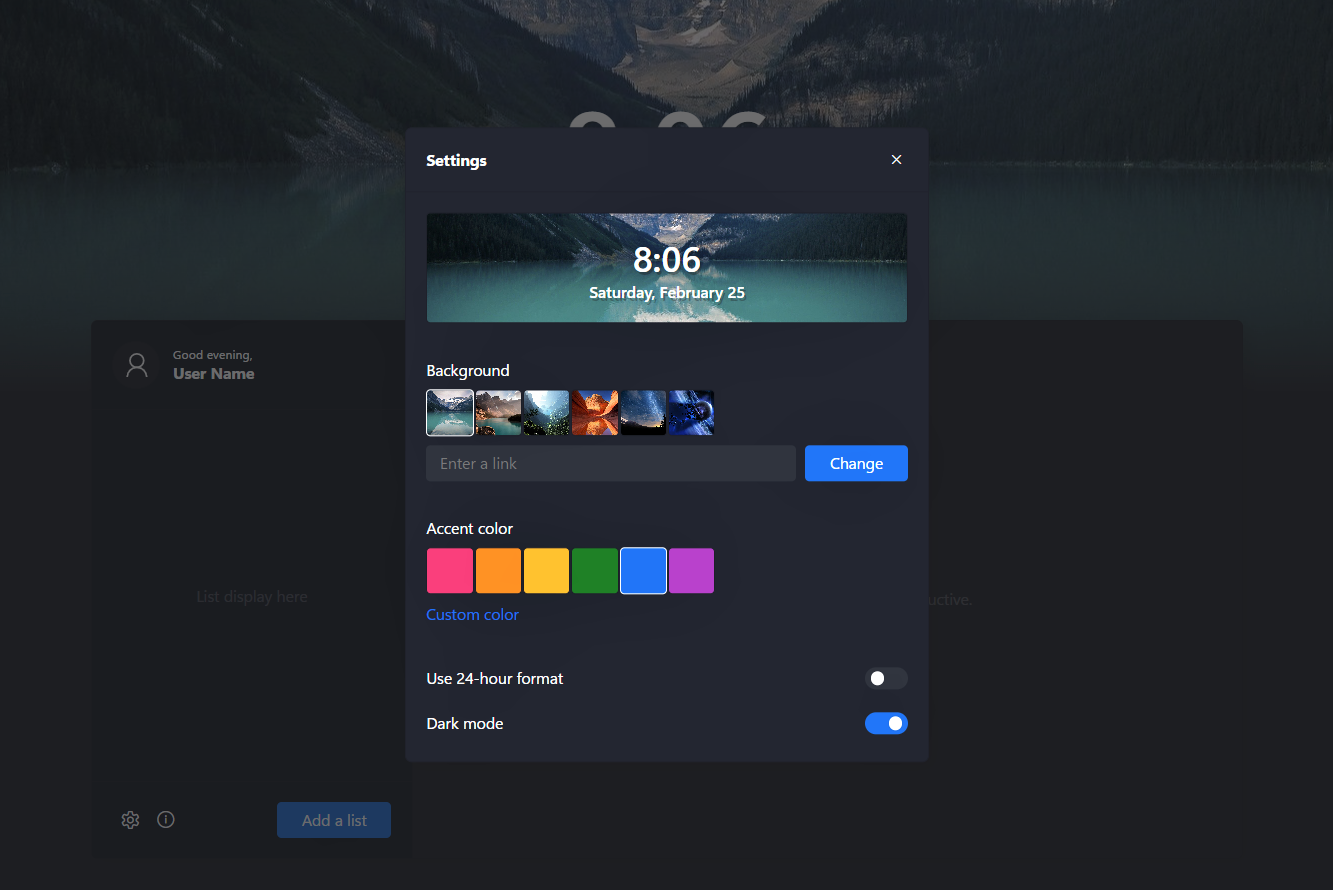 Settings
8:06
Saturday, February 25
Good evening,
User Name
Background
Enter a link
Change
Accent color
Custom color
List display here
uctive.
Use 24-hour format
Dark mode
Add a list